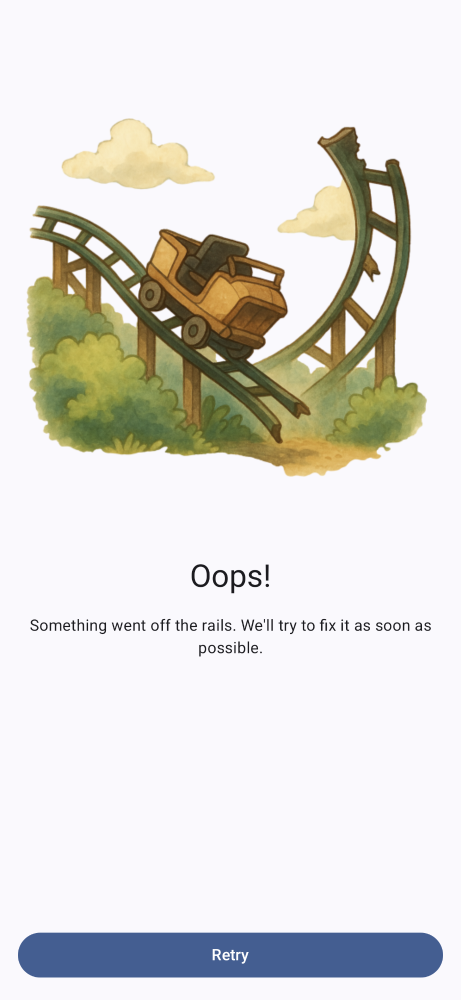 Oops!
Something went off the rails. We'll try to fix it as soon as
possible.
Retry